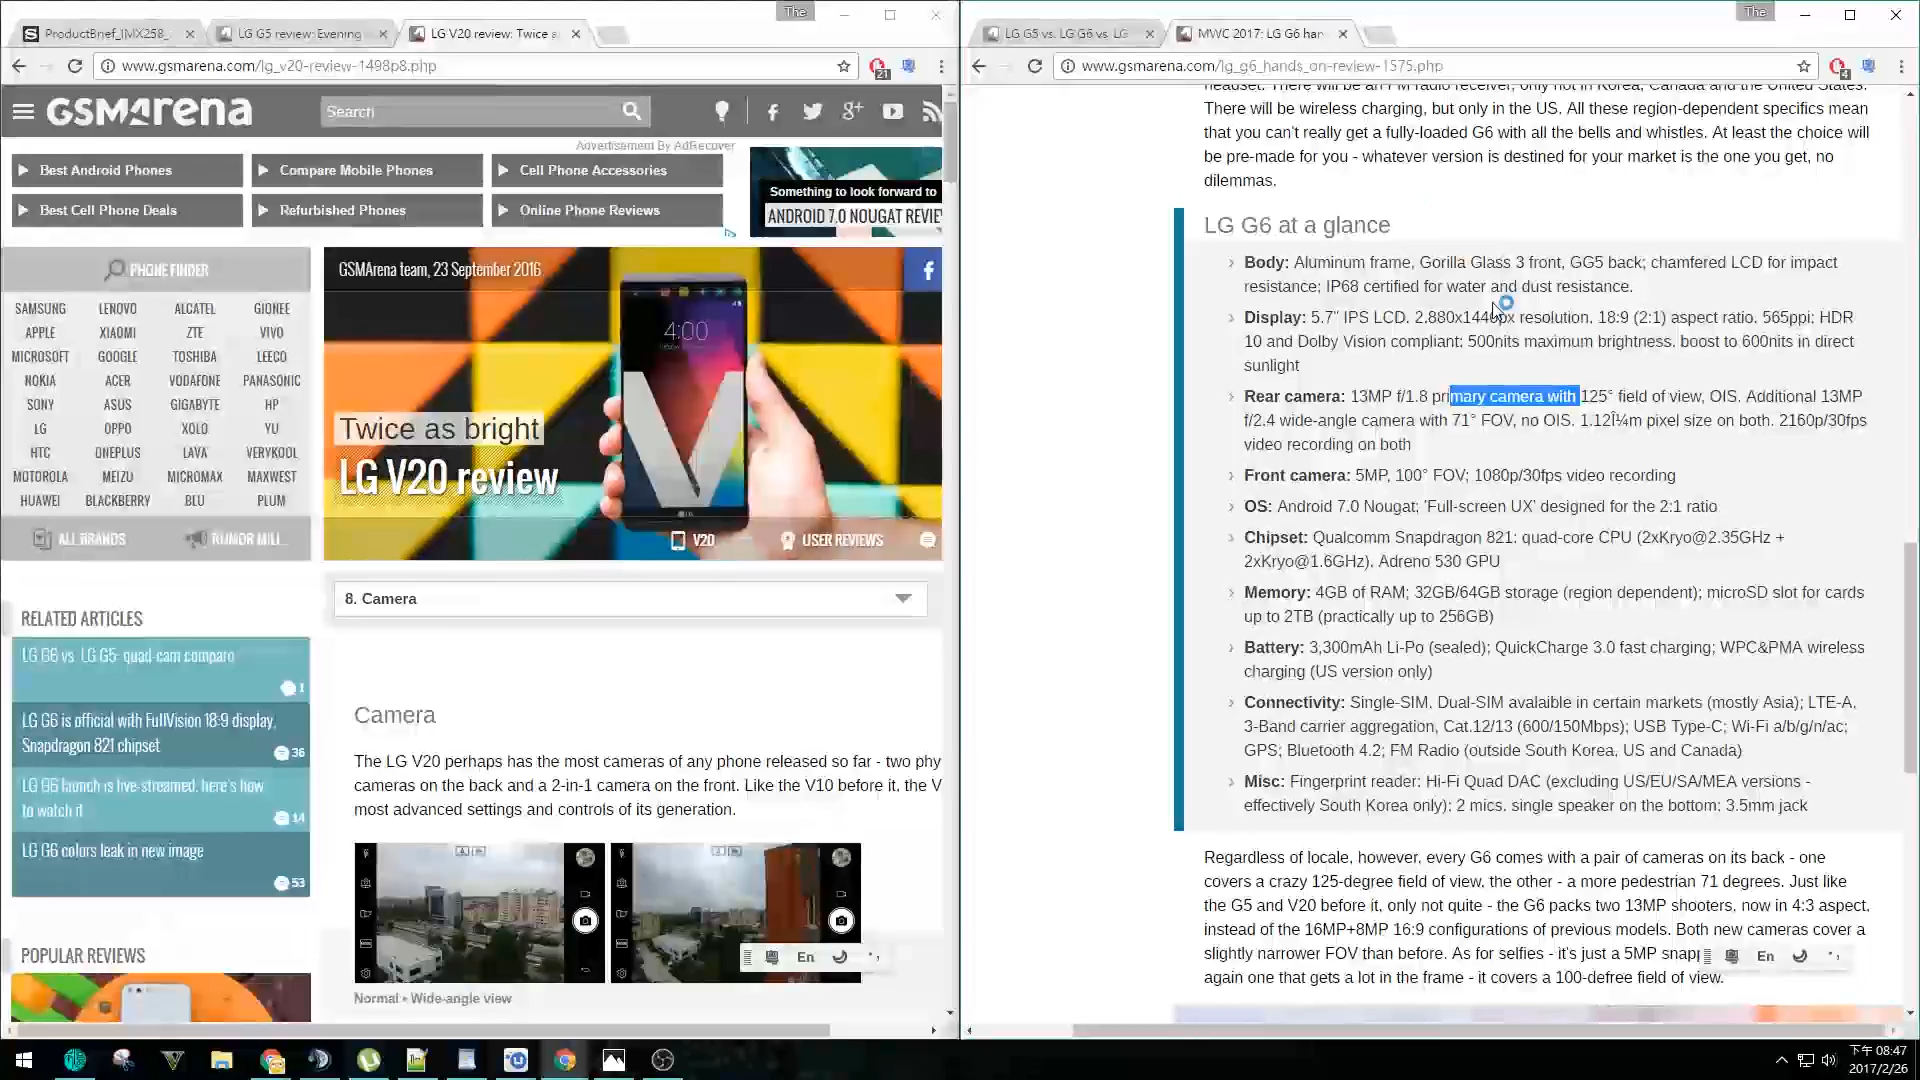 The
ProductBrief_IMX258_
LG G5 review: Evening
LG V20 review: Twice a
www.gsmarena.com/lg_v20-review-1498p8.php
21
GSMArena
Search
Advertisement By AdRecover
Best Android Phones
Compare Mobile Phones
Cell Phone Accessories
Best Cell Phone Deals
Refurbished Phones
Online Phone Reviews
Something to look forward to
ANDROID 7.0 NOUGAT REVIE
PHONE FINDER
SAMSUNG LENOVO ALCATEL GIONEE
APPLE XIAOMI ZTE VIVO
MICROSOFT GOOGLE TOSHIBA LEECO
NOKIA ACER VODAFONE PANASONIC
SONY ASUS GIGABYTE HP
LG OPPO XOLO YU
HTC ONEPLUS LAVA VERYKOOL
MOTOROLA MEIZU MICROMAX MAXWEST
HUAWEI BLACKBERRY BLU PLUM
ALL BRANDS
RUMOR MILL
GSMArena team, 23 September 2016
4:00
Twice as bright
LG V20 review
V20
USER REVIEWS
RELATED ARTICLES
LG G6 vs. LG G5: quad-cam compare
1
LG G6 is official with FullVision 18:9 display,
Snapdragon 821 chipset
36
LG G6 launch is live-streamed, here's how
to watch it
14
LG G6 colors leak in new image
53
POPULAR REVIEWS
8. Camera
Camera
The LG V20 perhaps has the most cameras of any phone released so far - two phy
cameras on the back and a 2-in-1 camera on the front. Like the V10 before it, the V
most advanced settings and controls of its generation.
En
Normal • Wide-angle view
The
LG G5 vs. LG G6 vs. LG
MWC 2017: LG G6 han
www.gsmarena.com/lg_g6_hands_on-review-1575.php
4
headset. There will be an FM radio receiver, only not in Korea, Canada and the United States.
There will be wireless charging, but only in the US. All these region-dependent specifics mean
that you can't really get a fully-loaded G6 with all the bells and whistles. At least the choice will
be pre-made for you - whatever version is destined for your market is the one you get, no
dilemmas.
LG G6 at a glance
Body: Aluminum frame, Gorilla Glass 3 front, GG5 back; chamfered LCD for impact
resistance; IP68 certified for water and dust resistance.
Display: 5.7" IPS LCD, 2,880x1440px resolution, 18:9 (2:1) aspect ratio, 565ppi; HDR
10 and Dolby Vision compliant; 500nits maximum brightness, boost to 600nits in direct
sunlight
Rear camera: 13MP f/1.8 primary camera with 125° field of view, OIS. Additional 13MP
f/2.4 wide-angle camera with 71° FOV, no OIS. 1.12Î¼m pixel size on both. 2160p/30fps
video recording on both
Front camera: 5MP, 100° FOV; 1080p/30fps video recording
OS: Android 7.0 Nougat; 'Full-screen UX' designed for the 2:1 ratio
Chipset: Qualcomm Snapdragon 821: quad-core CPU (2xKryo@2.35GHz +
2xKryo@1.6GHz), Adreno 530 GPU
Memory: 4GB of RAM; 32GB/64GB storage (region dependent); microSD slot for cards
up to 2TB (practically up to 256GB)
Battery: 3,300mAh Li-Po (sealed); QuickCharge 3.0 fast charging; WPC&PMA wireless
charging (US version only)
Connectivity: Single-SIM, Dual-SIM available in certain markets (mostly Asia); LTE-A,
3-Band carrier aggregation, Cat.12/13 (600/150Mbps); USB Type-C; Wi-Fi a/b/g/n/ac;
GPS; Bluetooth 4.2; FM Radio (outside South Korea, US and Canada)
Misc: Fingerprint reader; Hi-Fi Quad DAC (excluding US/EU/SA/MEA versions -
effectively South Korea only); 2 mics, single speaker on the bottom; 3.5mm jack
Regardless of locale, however, every G6 comes with a pair of cameras on its back - one
covers a crazy 125-degree field of view, the other - a more pedestrian 71 degrees. Just like
the G5 and V20 before it, only not quite - the G6 packs two 13MP shooters, now in 4:3 aspect,
instead of the 16MP+8MP 16:9 configurations of previous models. Both new cameras cover a
slightly narrower FOV than before. As for selfies - it's just a 5MP snapp
En
again one that gets a lot in the frame - it covers a 100-defree field of view.
下午 08:47
2017/2/26